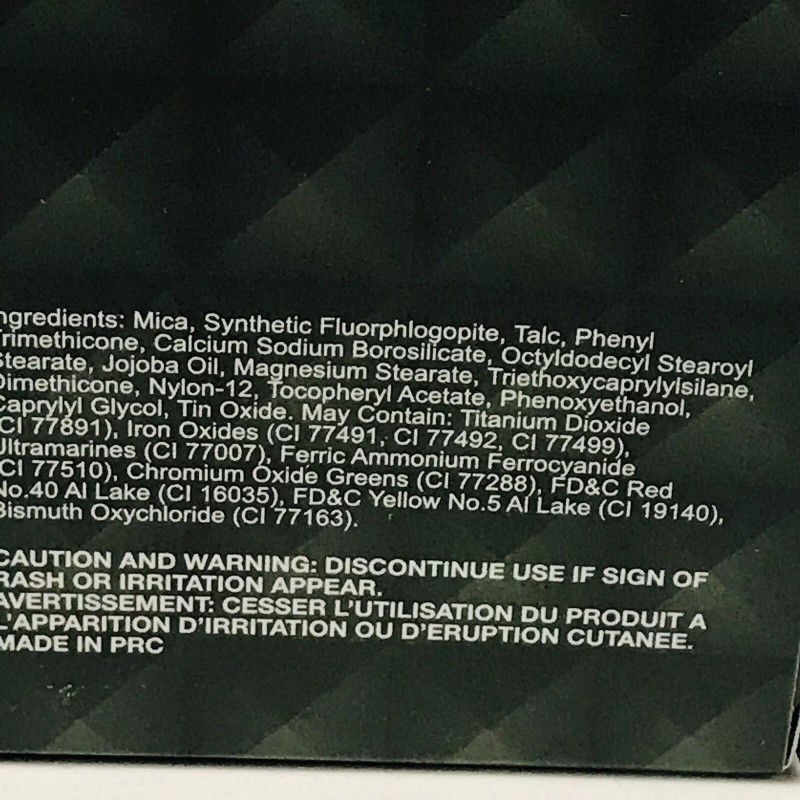 ngredients: Mica, Synthetic Fluorphlogopite, Talc, Phenyl
rimethicone, Calcium Sodium Borosilicate, Octyldodecyl Stearoyl
Stearate, Jojoba Oil, Magnesium Stearate, Triethoxycaprylylsilane,
Dimethicone, Nylon-12, Tocopheryl Acetate, Phenoxyethanol,
Caprylyl Glycol, Tin Oxide. May Contain: Titanium Dioxide
(CI 77891), Iron Oxides (CI 77491, CI 77492, CI 77499),
Ultramarines (CI 77007), Ferric Ammonium Ferrocyanide
(CI 77510), Chromium Oxide Greens (CI 77288), FD&C Red
No.40 Al Lake (CI 16035), FD&C Yellow No.5 Al Lake (CI 19140),
Bismuth Oxychloride (CI 77163).
CAUTION AND WARNING: DISCONTINUE USE IF SIGN OF
RASH OR IRRITATION APPEAR.
AVERTISSEMENT: CESSER L'UTILISATION DU PRODUIT A
L'APPARITION D'IRRITATION OU D'ERUPTION CUTANEE.
MADE IN PRC